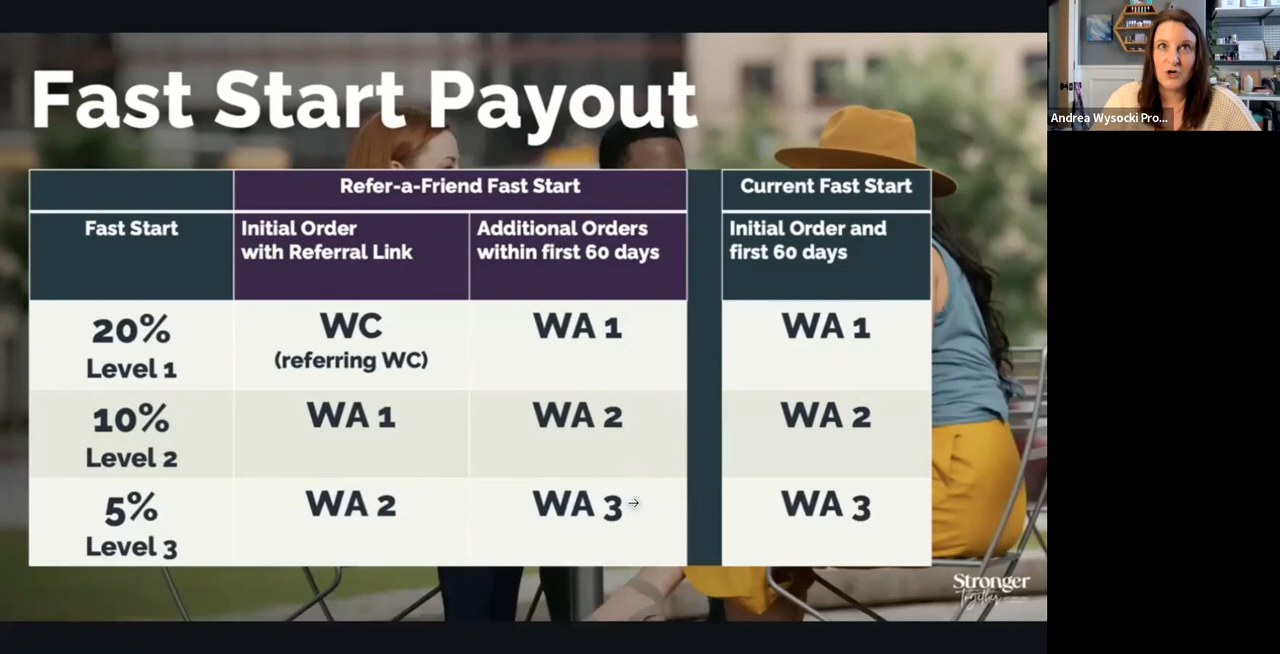 Fast Start Payout
Refer-a-Friend Fast Start
Current Fast Start
Fast Start
Initial Order
with Referral Link
Additional Orders
within first 60 days
Initial Order and
first 60 days
20%
Level 1
WC
(referring WC)
WA 1
WA 1
10%
Level 2
WA 1
WA 2
WA 2
5%
Level 3
WA 2
WA 3
WA 3
Stronger
Together
Andrea Wysocki Pro...